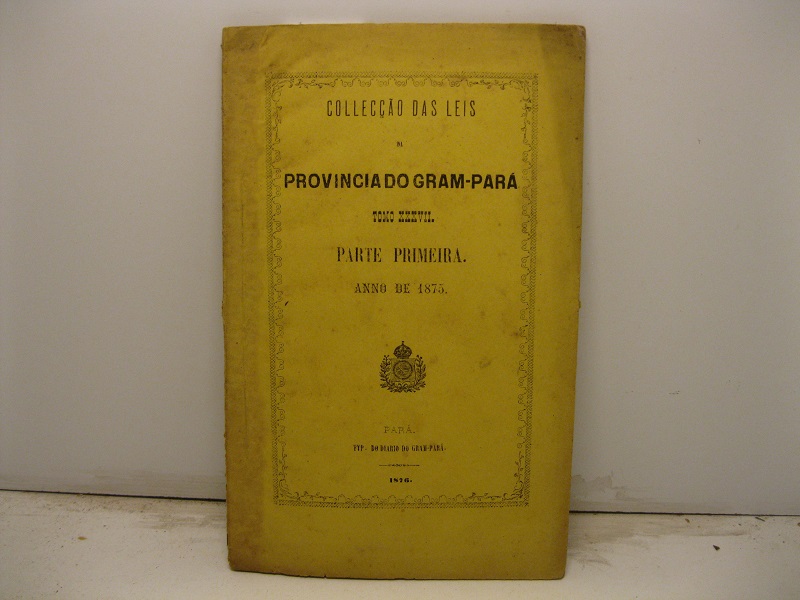 COLLECÇÃO DAS LEIS
DA
PROVINCIA DO GRAM-PARÁ
TOMO XXXVII.
PARTE PRIMEIRA.
ANNO DE 1875.
PARÁ.
TYP. DO DIARIO DO GRAM-PARÁ.
1876.